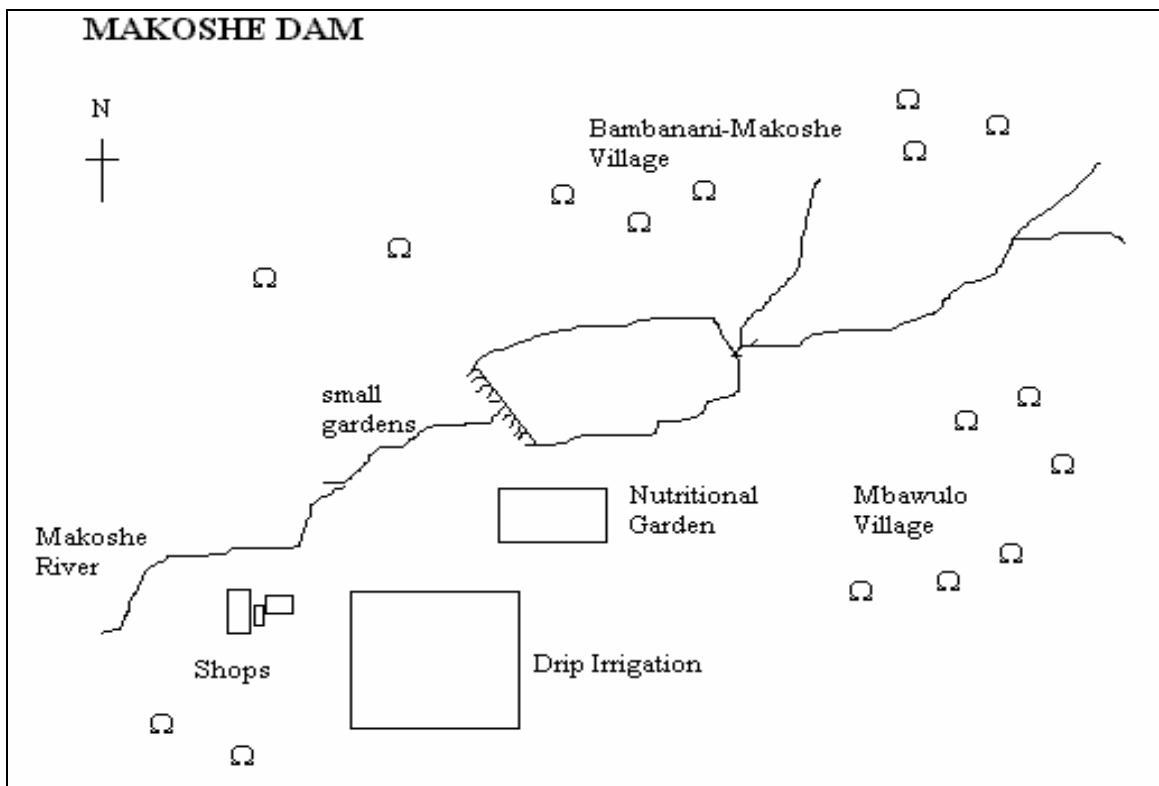 MAKOSHE DAM
N
Bambanani-Makoshe
Village
small
gardens
Nutritional
Garden
Mbawulo
Village
Makoshe
River
Shops
Drip Irrigation